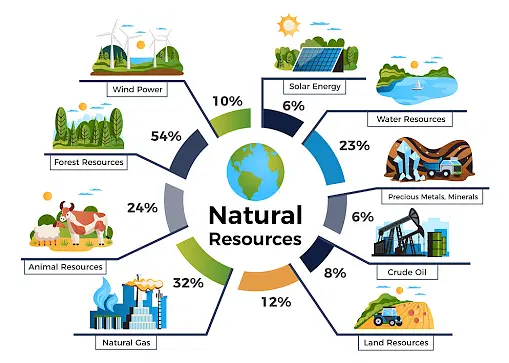 Wind Power
10%
Solar Energy
6%
Water Resources
23%
Forest Resources
54%
Precious Metals, Minerals
6%
Animal Resources
24%
Natural
Resources
Crude Oil
8%
Natural Gas
32%
12%
Land Resources